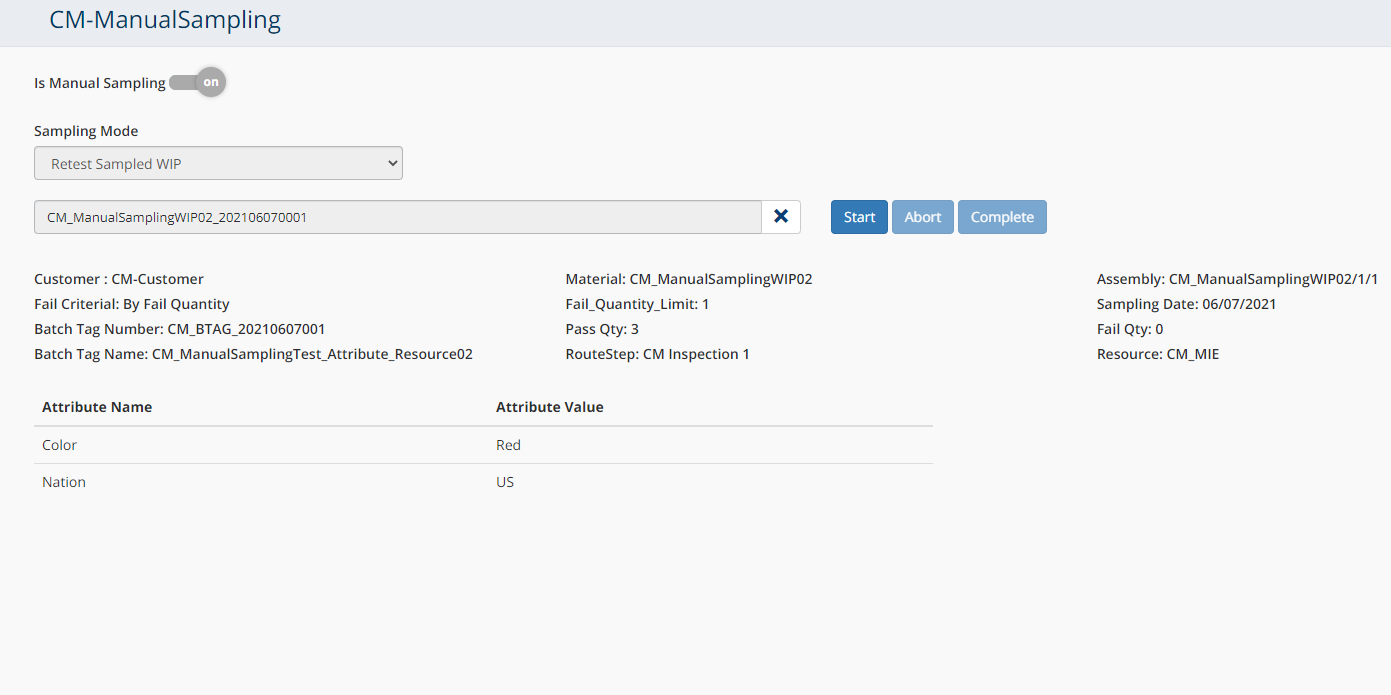 CM-ManualSampling
Is Manual Sampling on
Sampling Mode
Retest Sampled WIP
CM_ManualSamplingWIP02_202106070001 Start Abort Complete
Customer : CM-Customer Material: CM_ManualSamplingWIP02 Assembly: CM_ManualSamplingWIP02/1/1
Fail Criterial: By Fail Quantity Fail_Quantity_Limit: 1 Sampling Date: 06/07/2021
Batch Tag Number: CM_BTAG_20210607001 Pass Qty: 3 Fail Qty: 0
Batch Tag Name: CM_ManualSamplingTest_Attribute_Resource02 RouteStep: CM Inspection 1 Resource: CM_MIE
Attribute Name Attribute Value
Color Red
Nation US